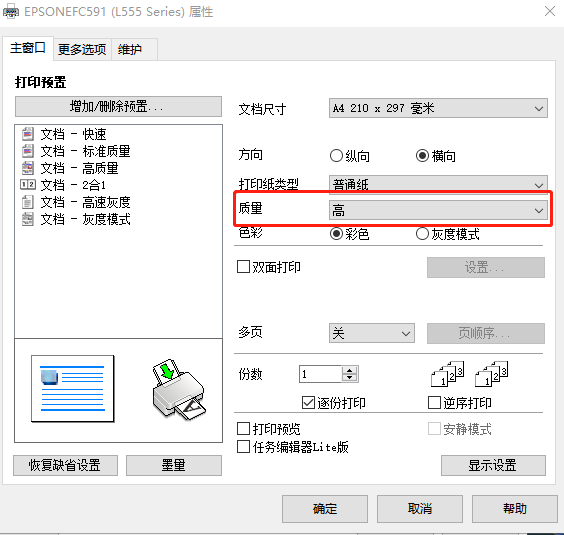 EPSONEFC591 (L555 Series) 属性
主窗口 更多选项 维护
打印预置
增加/删除预置...
文档 - 快速
文档 - 标准质量
文档 - 高质量
文档 - 2合1
文档 - 高速灰度
文档 - 灰度模式
恢复缺省设置 墨量
文档尺寸 A4 210 x 297 毫米
方向 纵向 横向
打印纸类型 普通纸
质量 高
色彩 彩色 灰度模式
双面打印 设置...
多页 关 页顺序...
份数 1 1 2 3 1 2 3
逐份打印 逆序打印
打印预览 安静模式
任务编辑器Lite版
显示设置
确定 取消 帮助